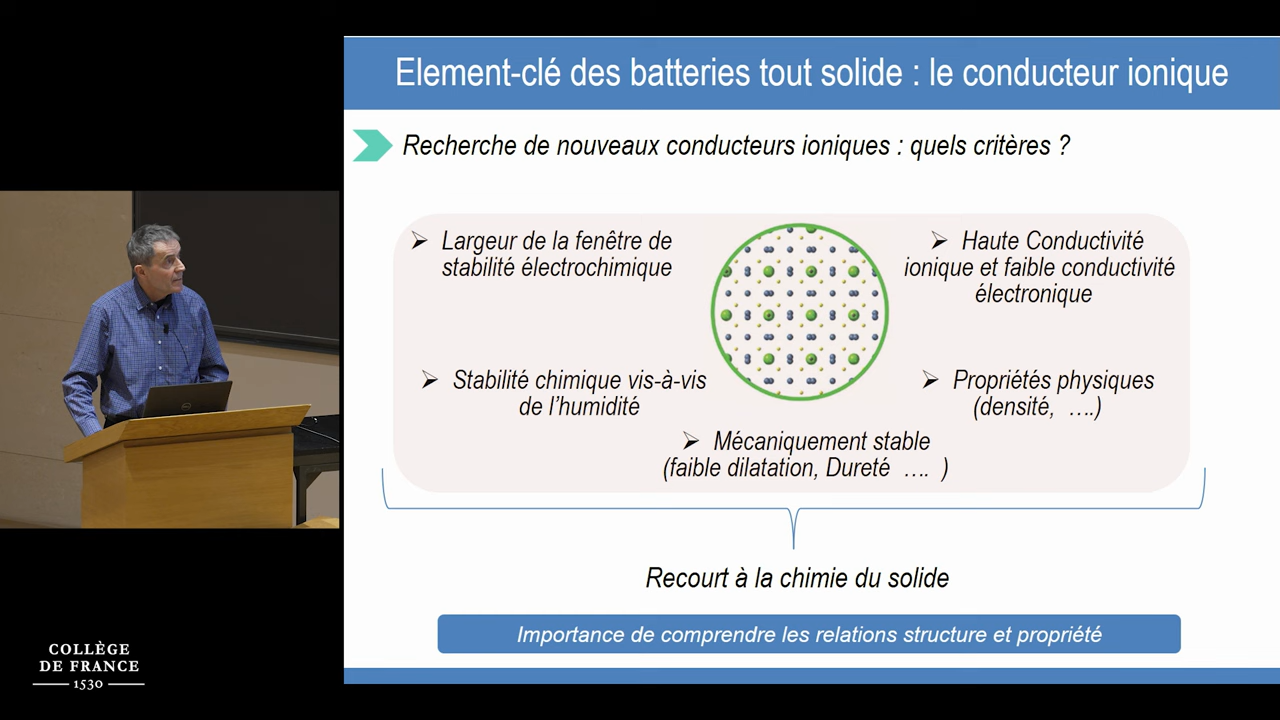 Element-clé des batteries tout solide : le conducteur ionique
Recherche de nouveaux conducteurs ioniques : quels critères ?
Largeur de la fenêtre de
stabilité électrochimique
Haute Conductivité
ionique et faible conductivité
électronique
Stabilité chimique vis-à-vis
de l'humidité
Propriétés physiques
(densité, ….)
Mécaniquement stable
(faible dilatation, Dureté …. )
Recourt à la chimie du solide
Importance de comprendre les relations structure et propriété
COLLÈGE
DE FRANCE
1530